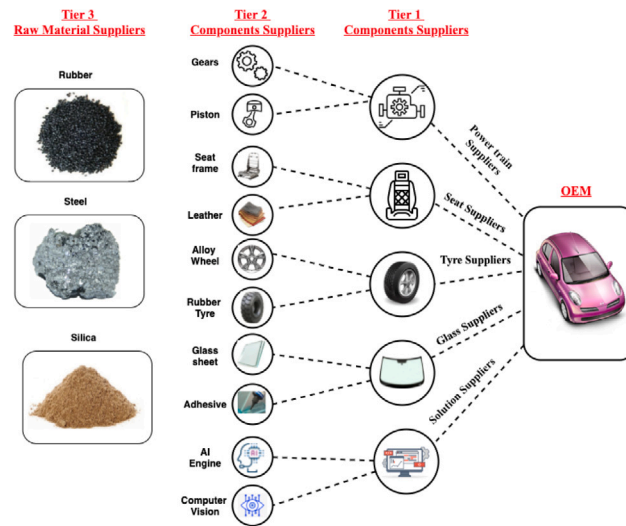 Tier 3
Raw Material Suppliers
Tier 2
Components Suppliers
Tier 1
Components Suppliers
Rubber
Steel
Silica
Gears
Piston
Seat
frame
Leather
Alloy
Wheel
Rubber
Tyre
Glass
sheet
Adhesive
AI
Engine
Computer
Vision
Power train
Suppliers
Seat Suppliers
Tyre Suppliers
Glass Suppliers
Solution Suppliers
OEM